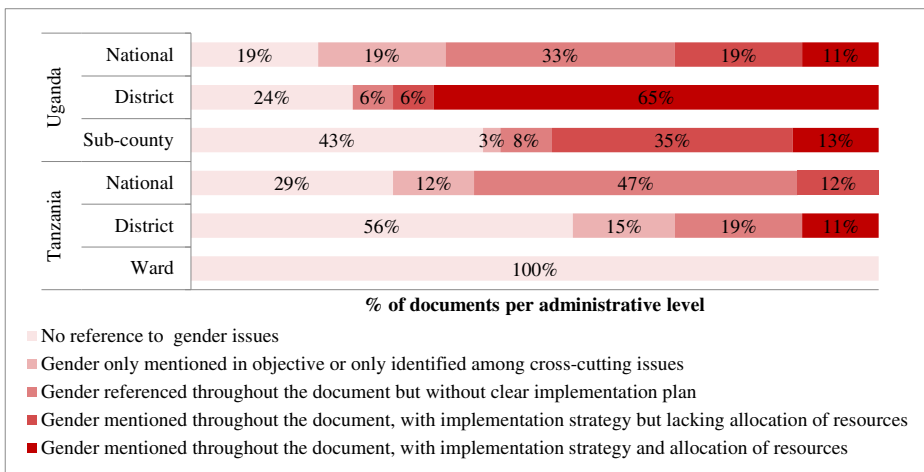 Uganda
National 19% 19% 33% 19% 11%
District 24% 6% 6% 65%
Sub-county 43% 3% 8% 35% 13%
Tanzania
National 29% 12% 47% 12%
District 56% 15% 19% 11%
Ward 100%
% of documents per administrative level
No reference to gender issues
Gender only mentioned in objective or only identified among cross-cutting issues
Gender referenced throughout the document but without clear implementation plan
Gender mentioned throughout the document, with implementation strategy but lacking allocation of resources
Gender mentioned throughout the document, with implementation strategy and allocation of resources